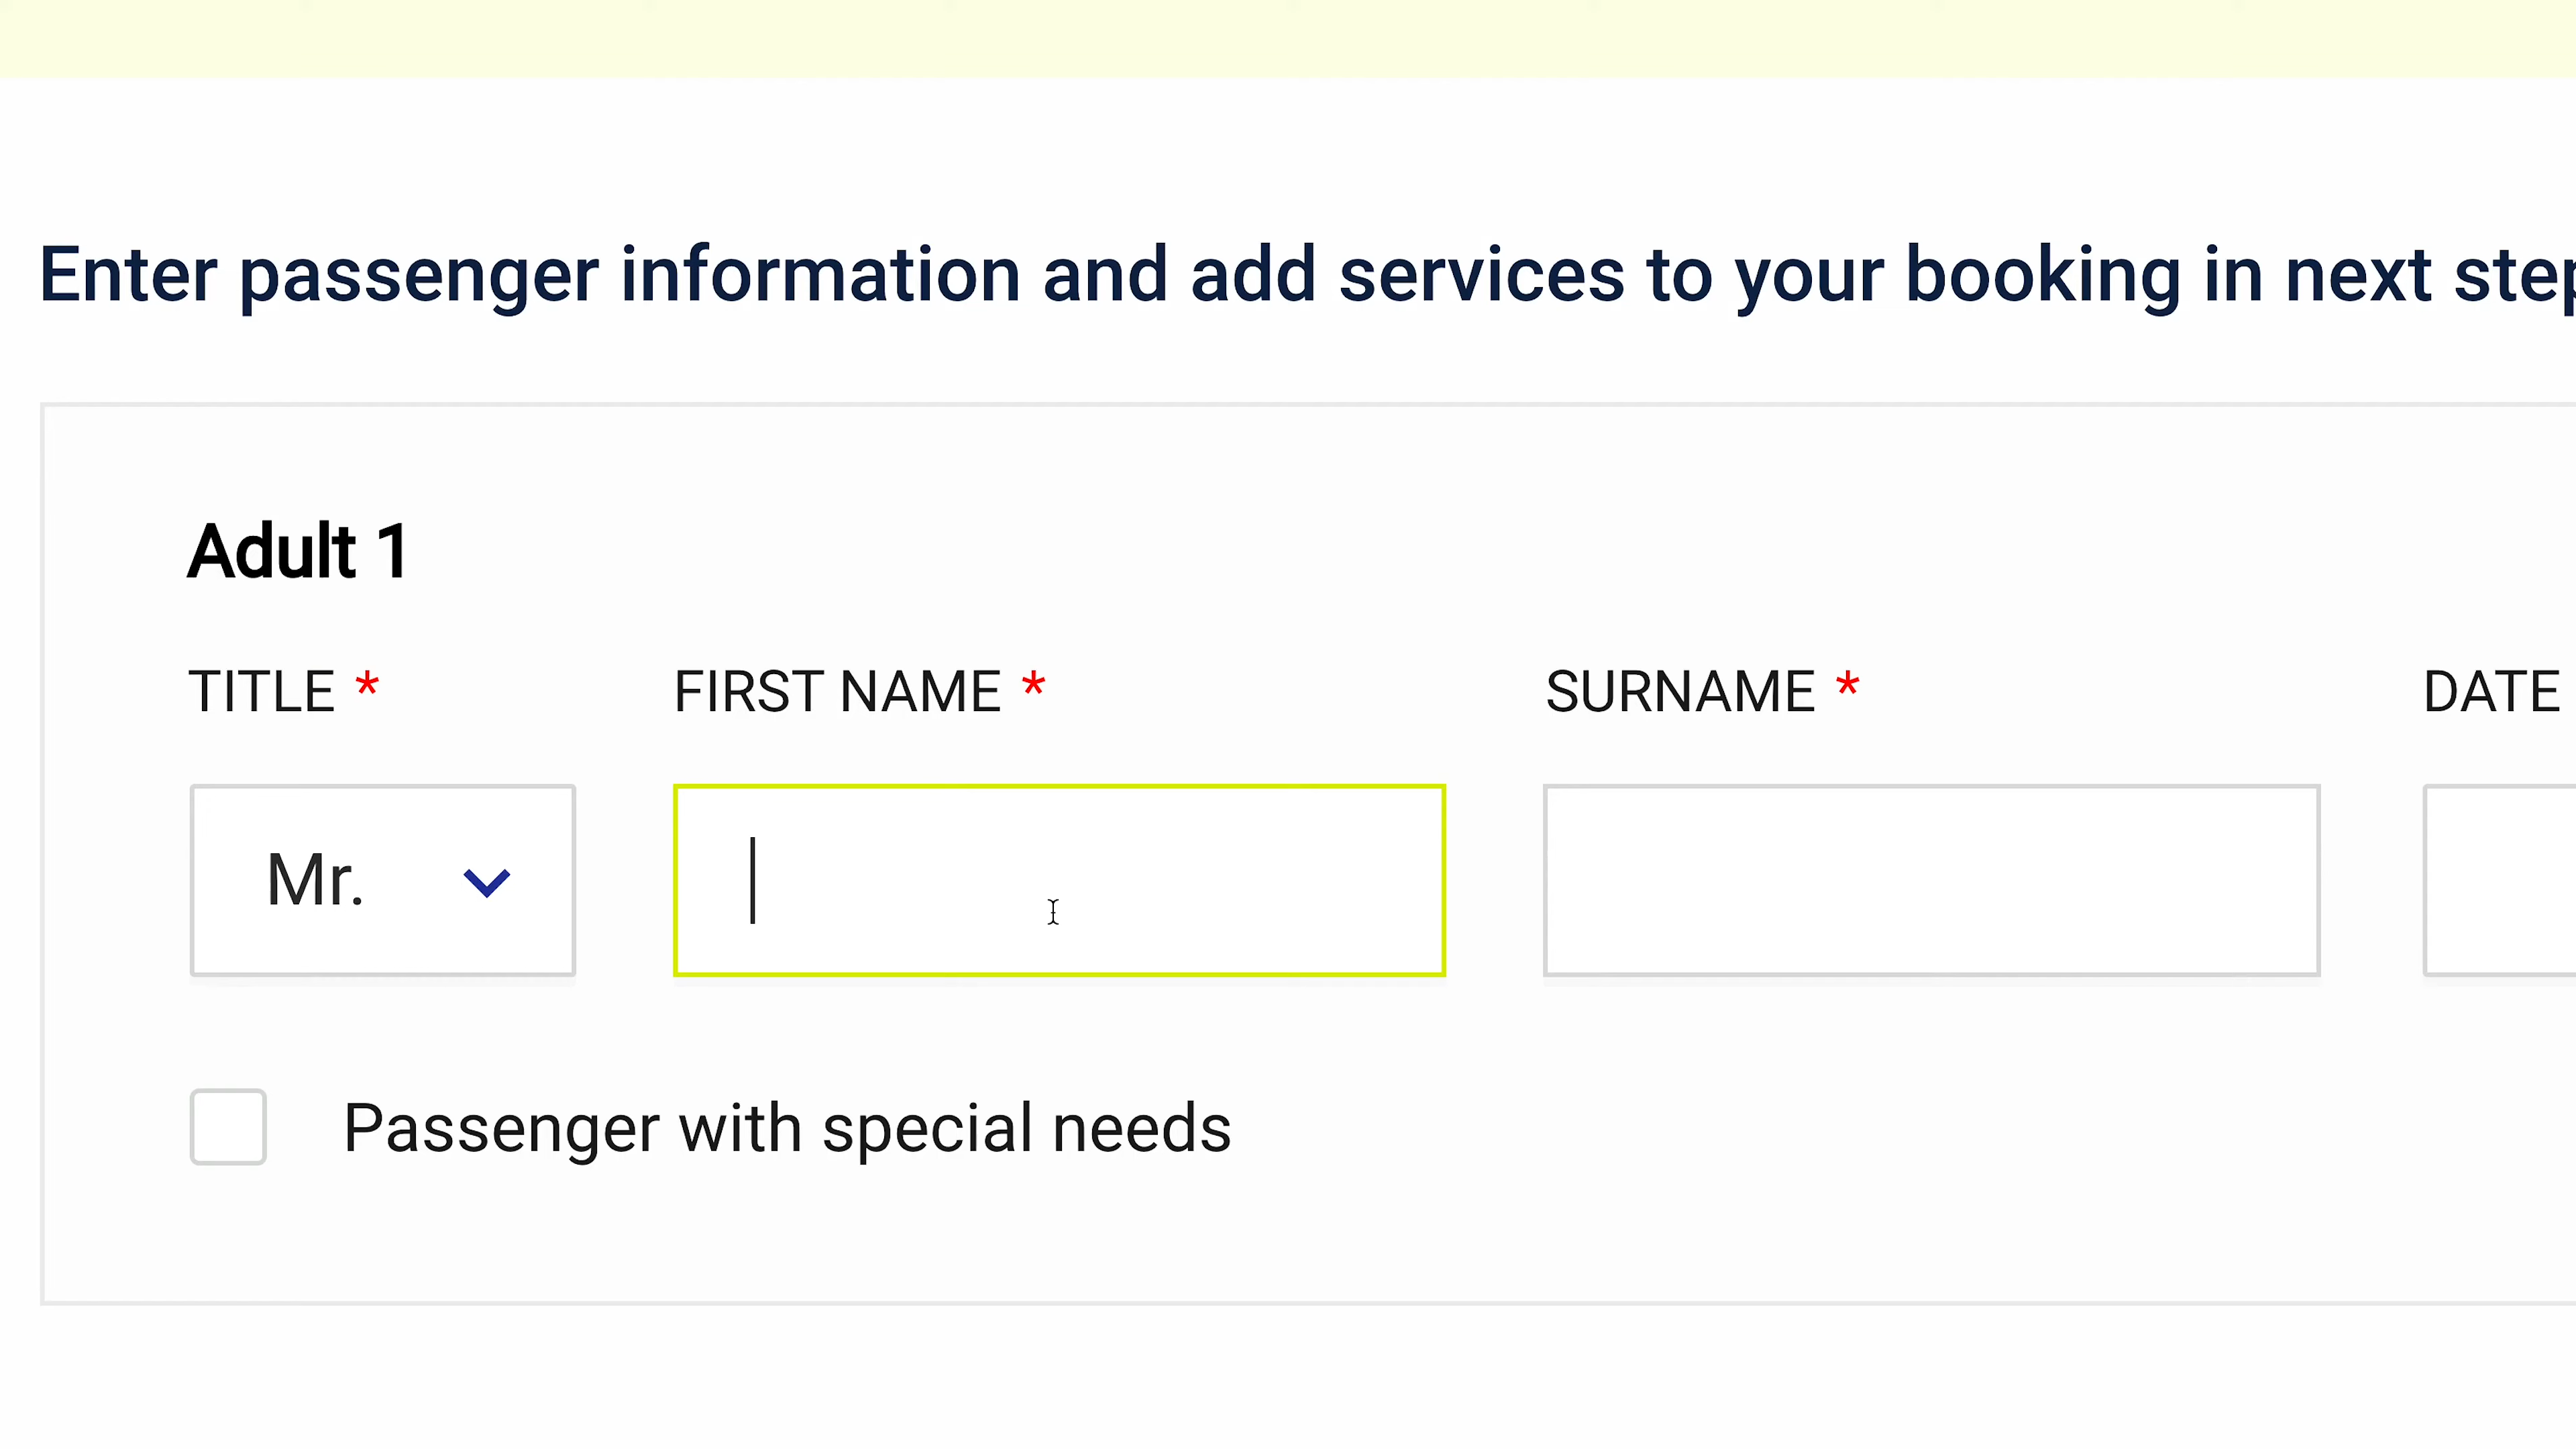 Enter passenger information and add services to your booking in next
Adult 1
TITLE * FIRST NAME * SURNAME * DATE
Mr.
Passenger with special needs